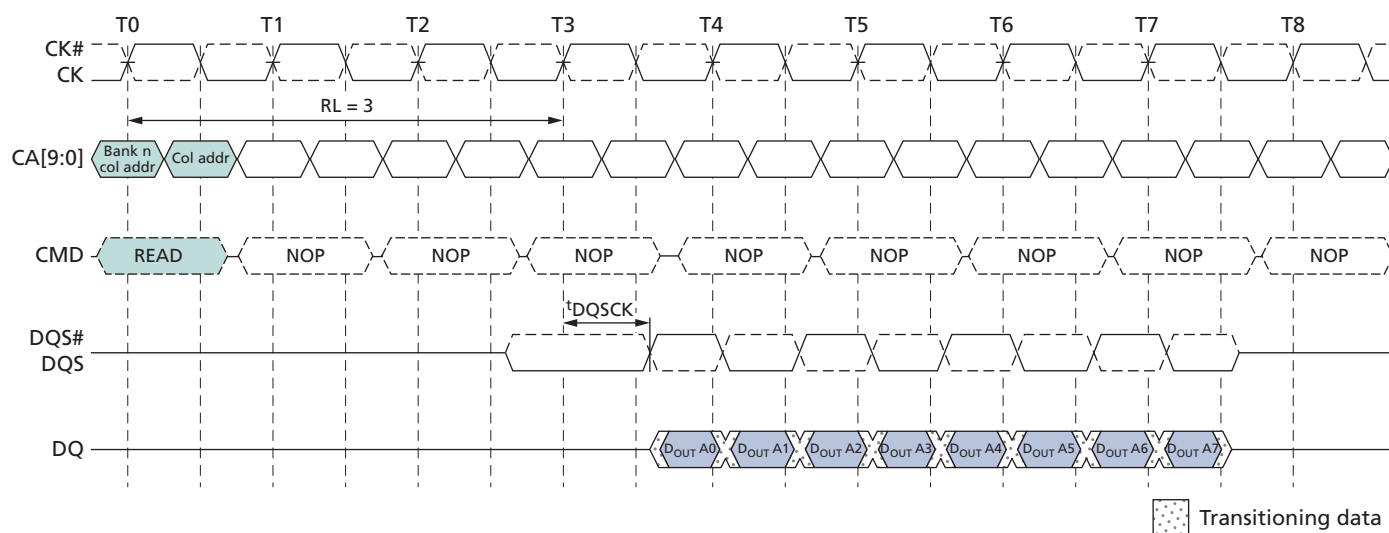 T0 T1 T2 T3 T4 T5 T6 T7 T8
CK#
CK
RL = 3
CA[9:0]
Bank n
col addr
Col addr
CMD
READ NOP NOP NOP NOP NOP NOP NOP NOP
tDQSCK
DQS#
DQS
DQ
DOUT A0 DOUT A1 DOUT A2 DOUT A3 DOUT A4 DOUT A5 DOUT A6 DOUT A7
Transitioning data